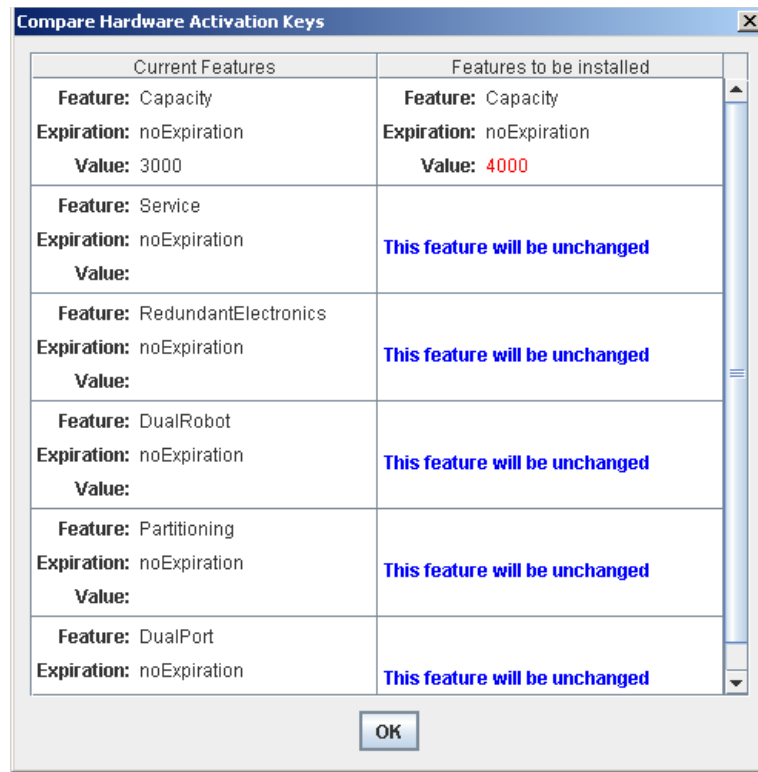 Compare Hardware Activation Keys
Current Features Features to be installed
Feature: Capacity Feature: Capacity
Expiration: noExpiration Expiration: noExpiration
Value: 3000 Value: 4000
Feature: Service
Expiration: noExpiration This feature will be unchanged
Value:
Feature: RedundantElectronics
Expiration: noExpiration This feature will be unchanged
Value:
Feature: DualRobot
Expiration: noExpiration This feature will be unchanged
Value:
Feature: Partitioning
Expiration: noExpiration This feature will be unchanged
Value:
Feature: DualPort
Expiration: noExpiration This feature will be unchanged
OK